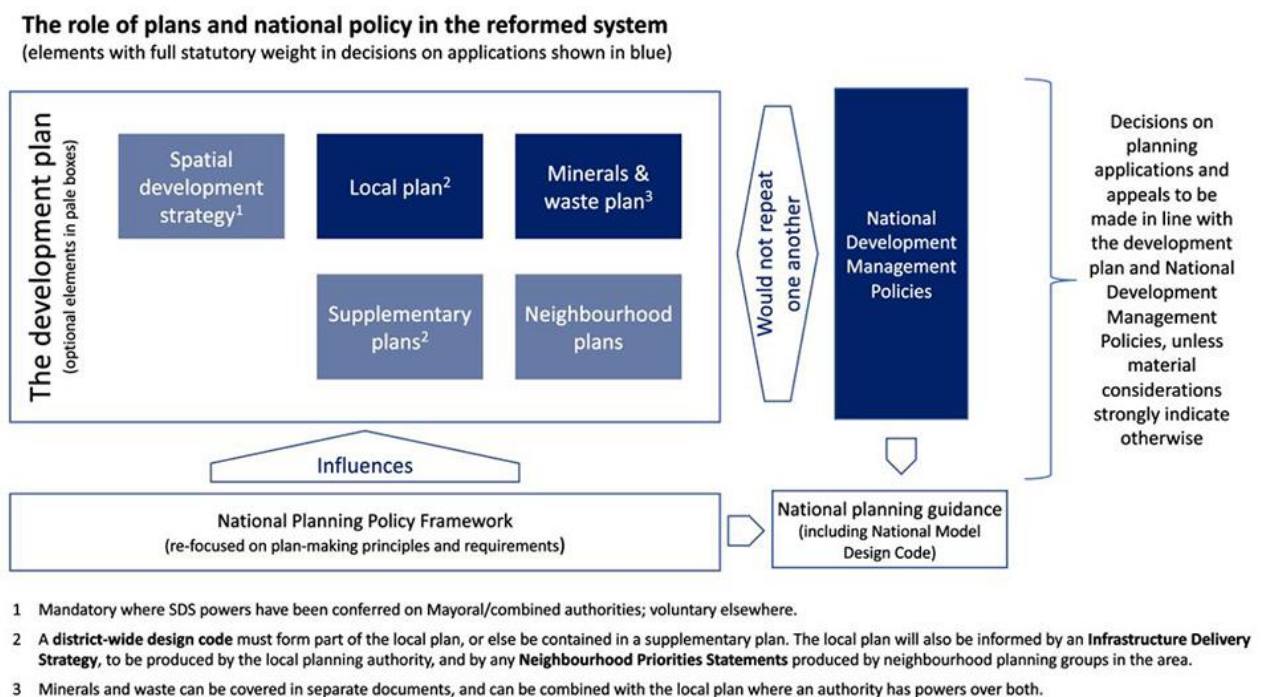 The role of plans and national policy in the reformed system
(elements with full statutory weight in decisions on applications shown in blue)
The development plan
(optional elements in pale boxes)
Spatial
development
strategy1
Local plan2
Minerals &
waste plan3
Supplementary
plans2
Neighbourhood
plans
Would not repeat
one another
National
Development
Management
Policies
Decisions on
planning
applications and
appeals to be
made in line with
the development
plan and National
Development
Management
Policies, unless
material
considerations
strongly indicate
otherwise
Influences
National Planning Policy Framework
(re-focused on plan-making principles and requirements)
National planning guidance
(including National Model
Design Code)
1 Mandatory where SDS powers have been conferred on Mayoral/combined authorities; voluntary elsewhere.
2 A district-wide design code must form part of the local plan, or else be contained in a supplementary plan. The local plan will also be informed by an Infrastructure Delivery
Strategy, to be produced by the local planning authority, and by any Neighbourhood Priorities Statements produced by neighbourhood planning groups in the area.
3 Minerals and waste can be covered in separate documents, and can be combined with the local plan where an authority has powers over both.